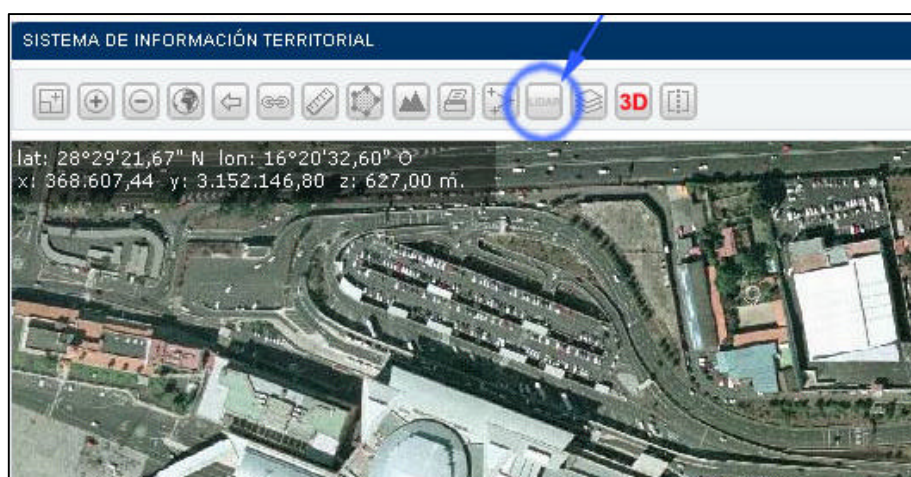 SISTEMA DE INFORMACIÓN TERRITORIAL
LIDAR 3D
lat: 28°29'21,67" N lon: 16°20'32,60" O
x: 368.607,44 y: 3.152.146,80 z: 627,00 m.